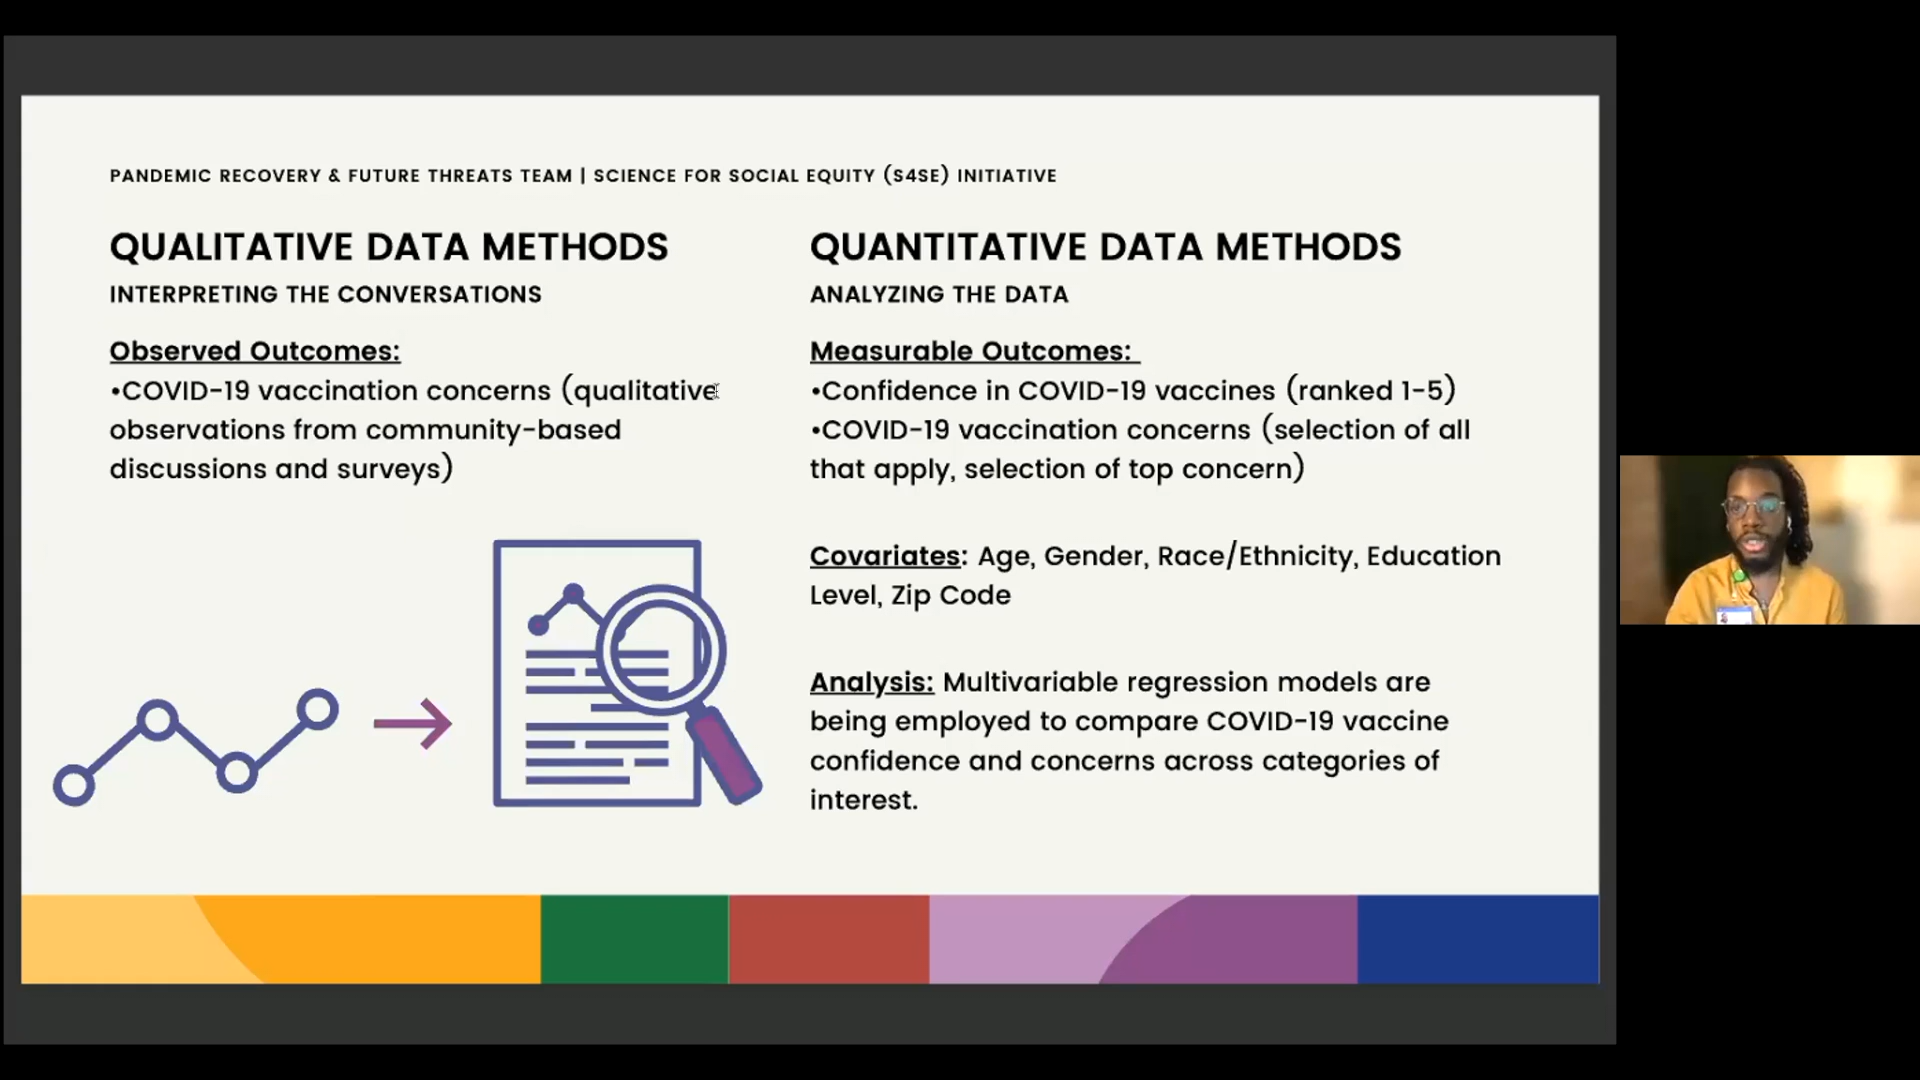 PANDEMIC RECOVERY & FUTURE THREATS TEAM | SCIENCE FOR SOCIAL EQUITY (S4SE) INITIATIVE
QUALITATIVE DATA METHODS
INTERPRETING THE CONVERSATIONS
Observed Outcomes:
•COVID-19 vaccination concerns (qualitative
observations from community-based
discussions and surveys)
QUANTITATIVE DATA METHODS
ANALYZING THE DATA
Measurable Outcomes:
•Confidence in COVID-19 vaccines (ranked 1-5)
•COVID-19 vaccination concerns (selection of all
that apply, selection of top concern)
Covariates: Age, Gender, Race/Ethnicity, Education
Level, Zip Code
Analysis: Multivariable regression models are
being employed to compare COVID-19 vaccine
confidence and concerns across categories of
interest.